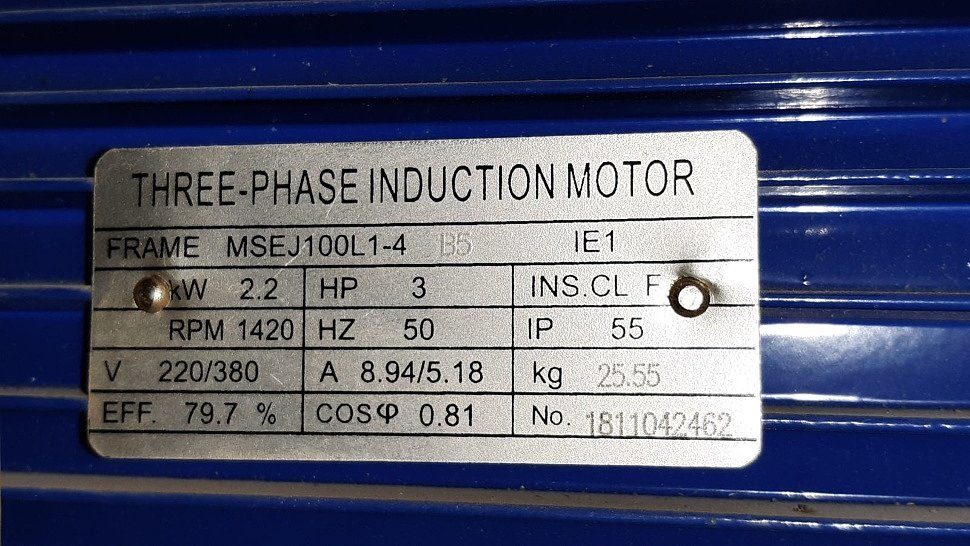 THREE-PHASE INDUCTION MOTOR
FRAME MSEJ100L1-4 B5 IE1
kW 2.2 HP 3 INS.CL F
RPM 1420 HZ 50 IP 55
V 220/380 A 8.94/5.18 kg 25.55
EFF. 79.7 % COSφ 0.81 No. 1811042462